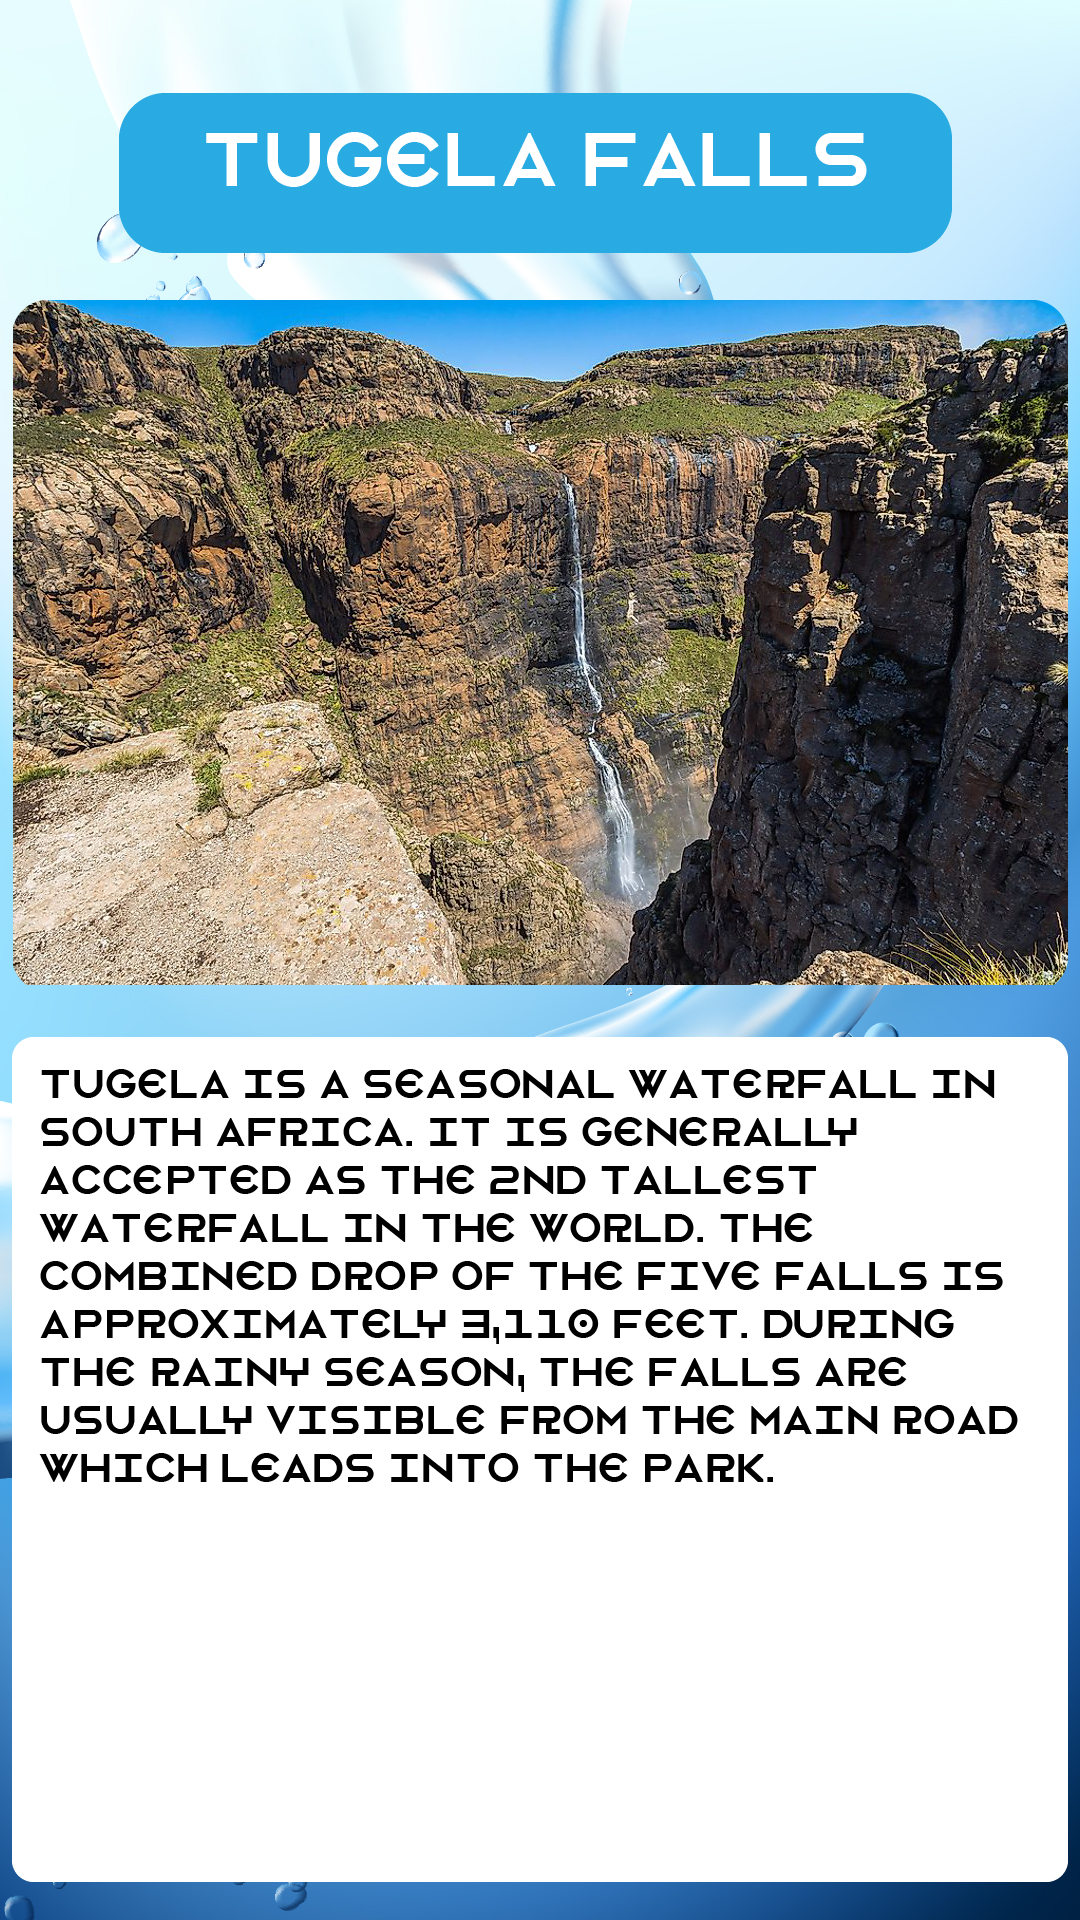 TUGELA FALLS
TUGELA IS A SEASONAL WATERFALL IN
SOUTH AFRICA. IT IS GENERALLY
ACCEPTED AS THE 2ND TALLEST
WATERFALL IN THE WORLD. THE
COMBINED DROP OF THE FIVE FALLS IS
APPROXIMATELY 3,110 FEET. DURING
THE RAINY SEASON, THE FALLS ARE
USUALLY VISIBLE FROM THE MAIN ROAD
WHICH LEADS INTO THE PARK.